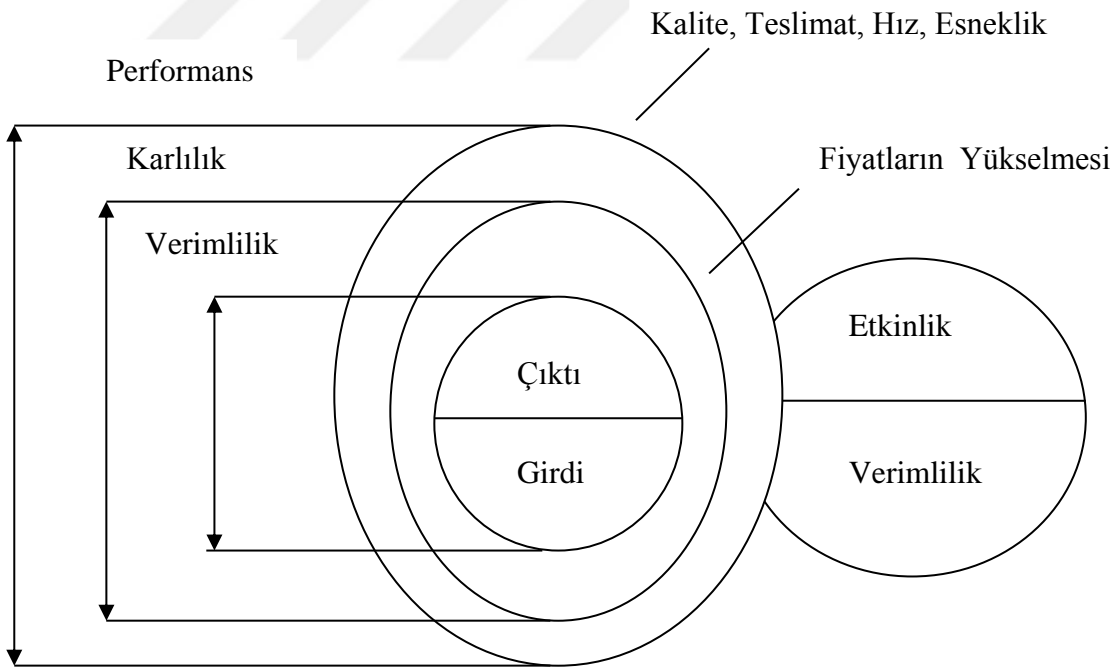 Kalite, Teslimat, Hız, Esneklik
Performans
Karlılık
Fiyatların Yükselmesi
Verimlilik
Etkinlik
Çıktı
Girdi
Verimlilik